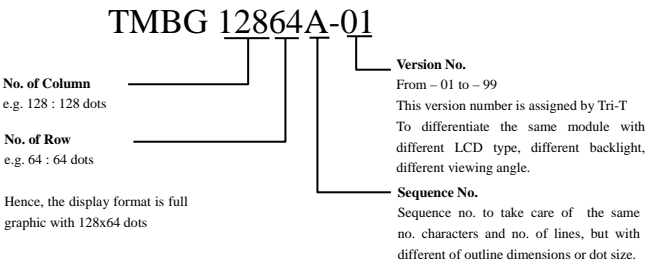 TMBG 12864A-01
No. of Column
e.g. 128 : 128 dots
No. of Row
e.g. 64 : 64 dots
Hence, the display format is full
graphic with 128x64 dots
Version No.
From – 01 to – 99
This version number is assigned by Tri-T
To differentiate the same module with
different LCD type, different backlight,
different viewing angle.
Sequence No.
Sequence no. to take care of the same
no. characters and no. of lines, but with
different of outline dimensions or dot size.